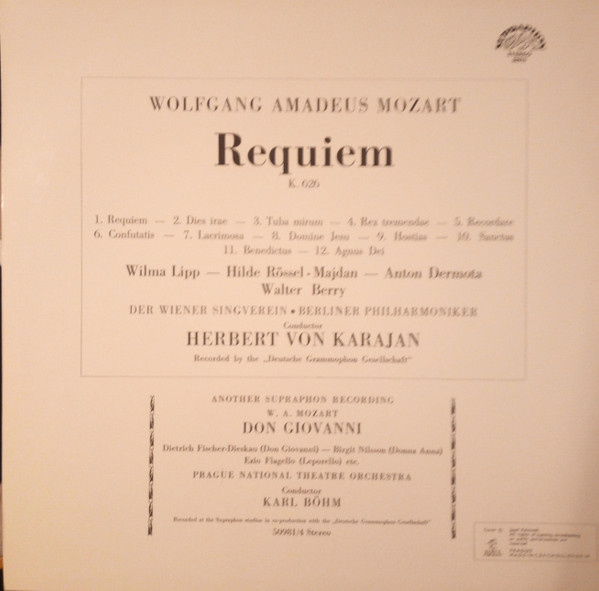 WOLFGANG AMADEUS MOZART
Requiem
K. 626
1. Requiem — 2. Dies irae — 3. Tuba mirum — 4. Rex tremendae — 5. Recordare
6. Confutatis — 7. Lacrimosa — 8. Domine Jesu — 9. Hostias — 10. Sanctus
11. Benedictus — 12. Agnus Dei
Wilma Lipp — Hilde Rössel-Majdan — Anton Dermota
Walter Berry
DER WIENER SINGVEREIN • BERLINER PHILHARMONIKER
Conductor
HERBERT VON KARAJAN
Recorded by the „Deutsche Grammophon Gesellschaft"
ANOTHER SUPRAPHON RECORDING
W. A. MOZART
DON GIOVANNI
Dietrich Fischer-Dieskau (Don Giovanni) — Birgit Nilsson (Donna Anna)
Ezio Flagello (Leporello) etc.
PRAGUE NATIONAL THEATRE ORCHESTRA
Conductor
KARL BÖHM
Recorded at the Supraphon studios in co-production with the „Deutsche Grammophon Gesellschaft"
50981/4 Stereo